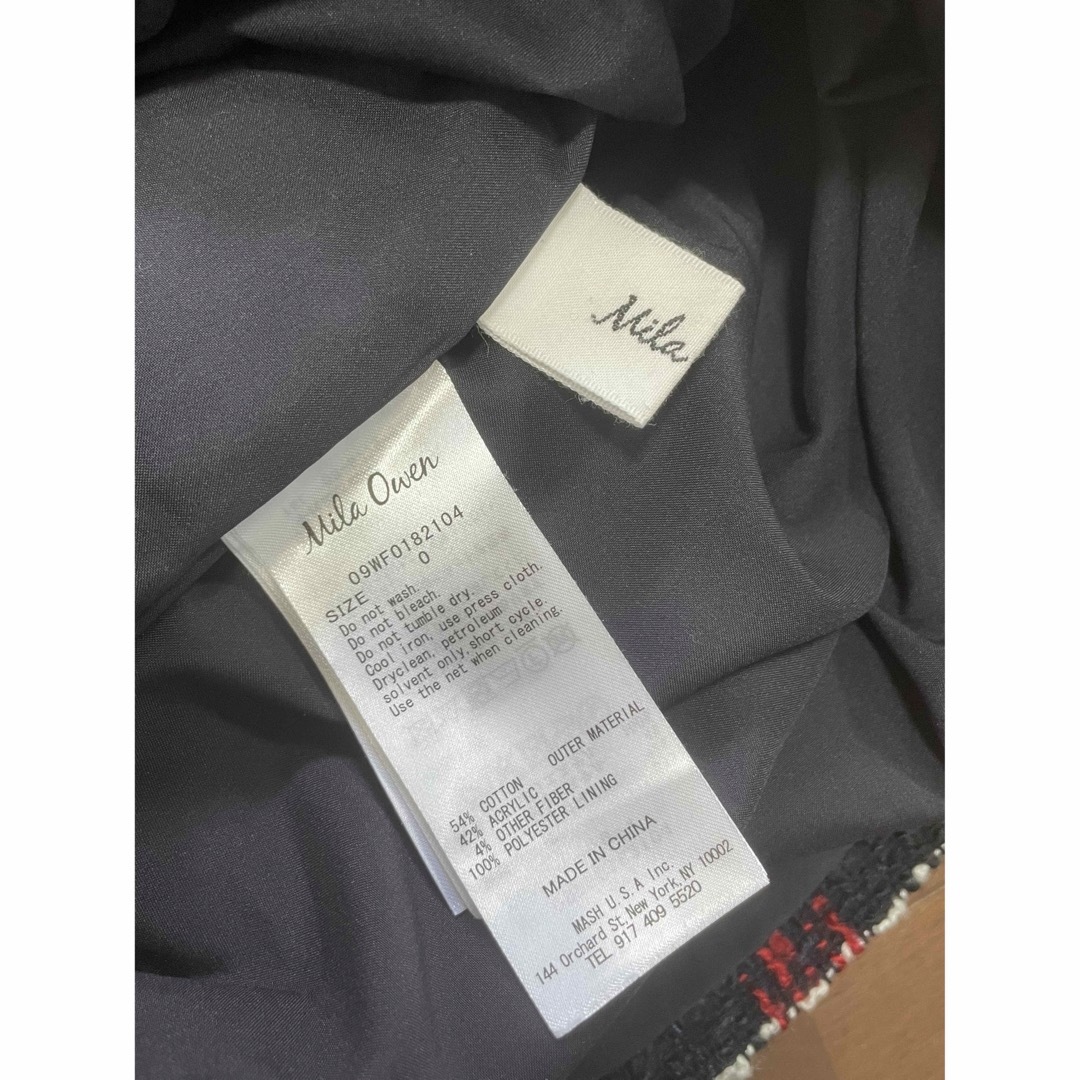 Mila
Mila Owen
09WF0182104
SIZE 0
Do not wash.
Do not bleach.
Do not tumble dry.
Cool iron, use press cloth.
Dryclean, petroleum
solvent only, short cycle.
Use the net when cleaning.
54% COTTON OUTER MATERIAL
42% ACRYLIC
4% OTHER FIBER
100% POLYESTER LINING
MADE IN CHINA
MASH U.S.A Inc.
144 Orchard St, New York, NY 10002
TEL 917 409 5520